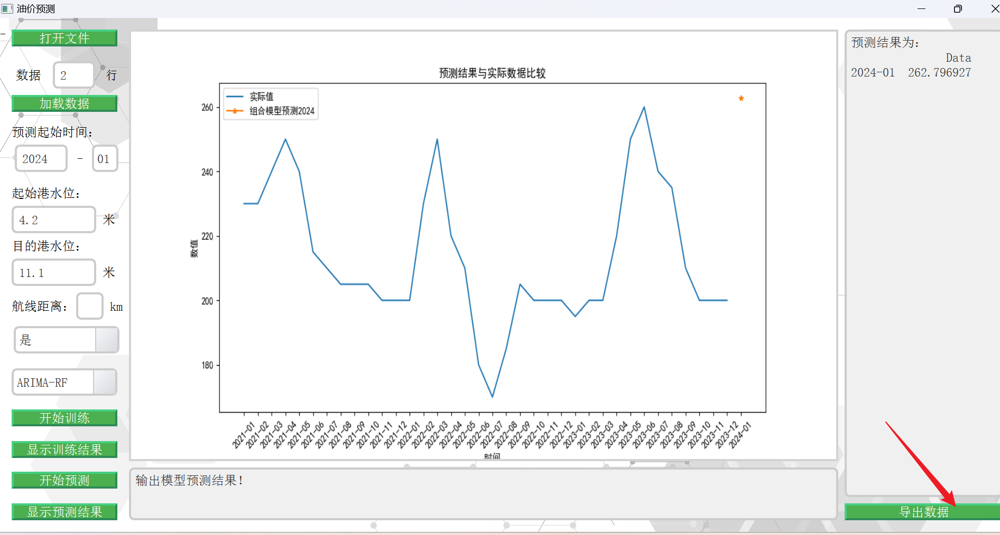 油价预测
打开文件
数据 2 行
加载数据
预测起始时间：
2024 - 01
起始港水位：
4.2 米
目的港水位：
11.1 米
航线距离： km
是
ARIMA-RF
开始训练
显示训练结果
开始预测
显示预测结果
预测结果与实际数据比较
实际值
组合模型预测2024
260
240
220
200
180
数值
2021-01
2021-02
2021-03
2021-04
2021-05
2021-06
2021-07
2021-08
2021-09
2021-10
2021-11
2021-12
2022-01
2022-02
2022-03
2022-04
2022-05
2022-06
2022-07
2022-08
2022-09
2022-10
2022-11
2022-12
2023-01
2023-02
2023-03
2023-04
2023-05
2023-06
2023-07
2023-08
2023-09
2023-10
2023-11
2023-12
2024-01
时间
输出模型预测结果！
预测结果为：
Data
2024-01 262.796927
导出数据